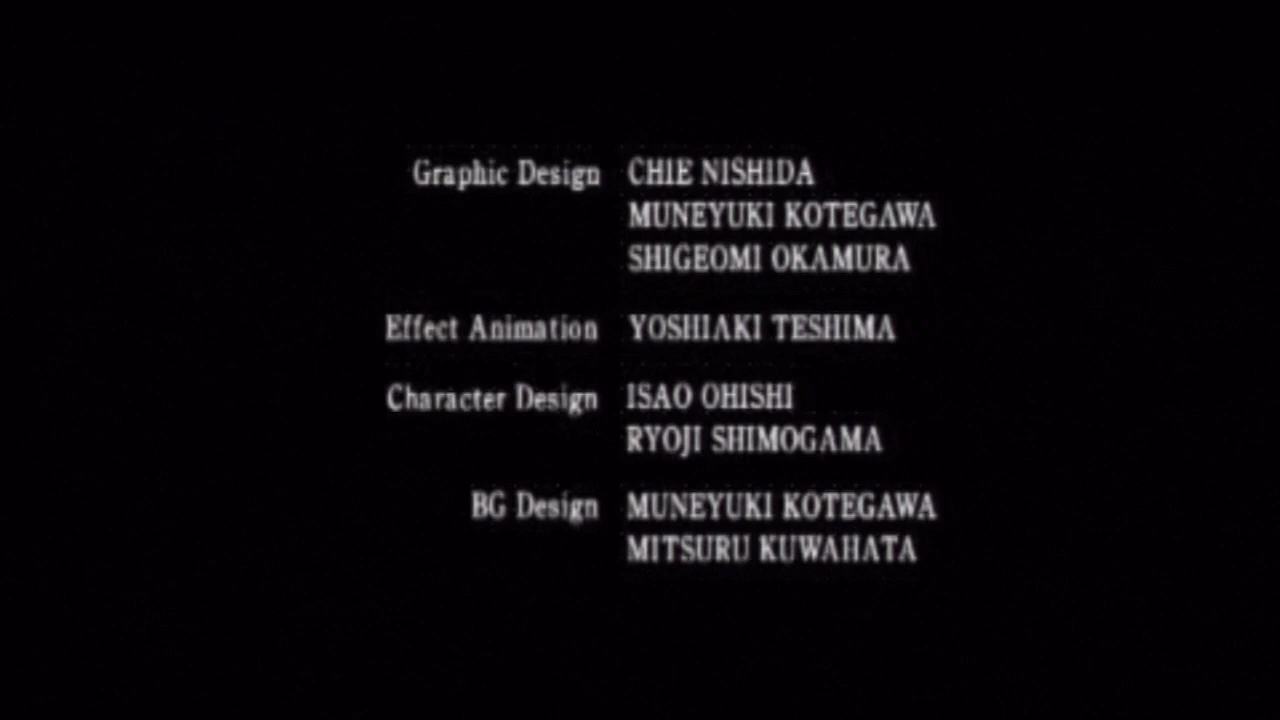 Graphic Design CHIE NISHIDA
MUNEYUKI KOTEGAWA
SHIGEOMI OKAMURA
Effect Animation YOSHIAKI TESHIMA
Character Design ISAO OHISHI
RYOJI SHIMOGAMA
BG Design MUNEYUKI KOTEGAWA
MITSURU KUWAHATA